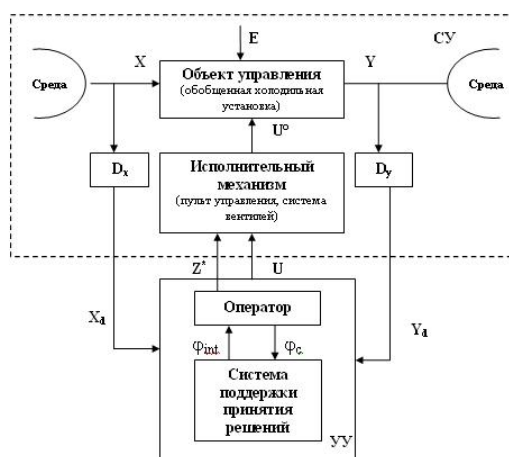 E
СУ
X
Y
Среда
Объект управления
(обобщенная холодильная
установка)
Среда
U°
Dx
Исполнительный
механизм
(пульт управления, система
вентилей)
Dy
Z*
U
Xd
Оператор
Yd
φint.
φc.
Система
поддержки
принятия
решений
УУ